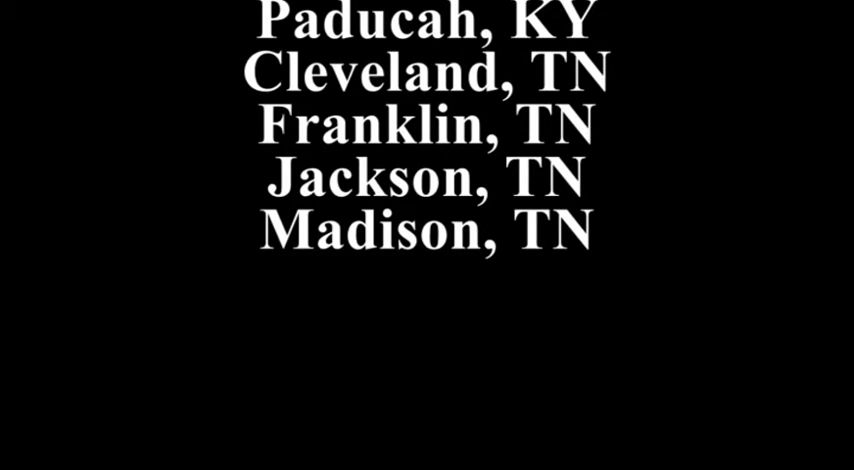 Paducah, KY
Cleveland, TN
Franklin, TN
Jackson, TN
Madison, TN